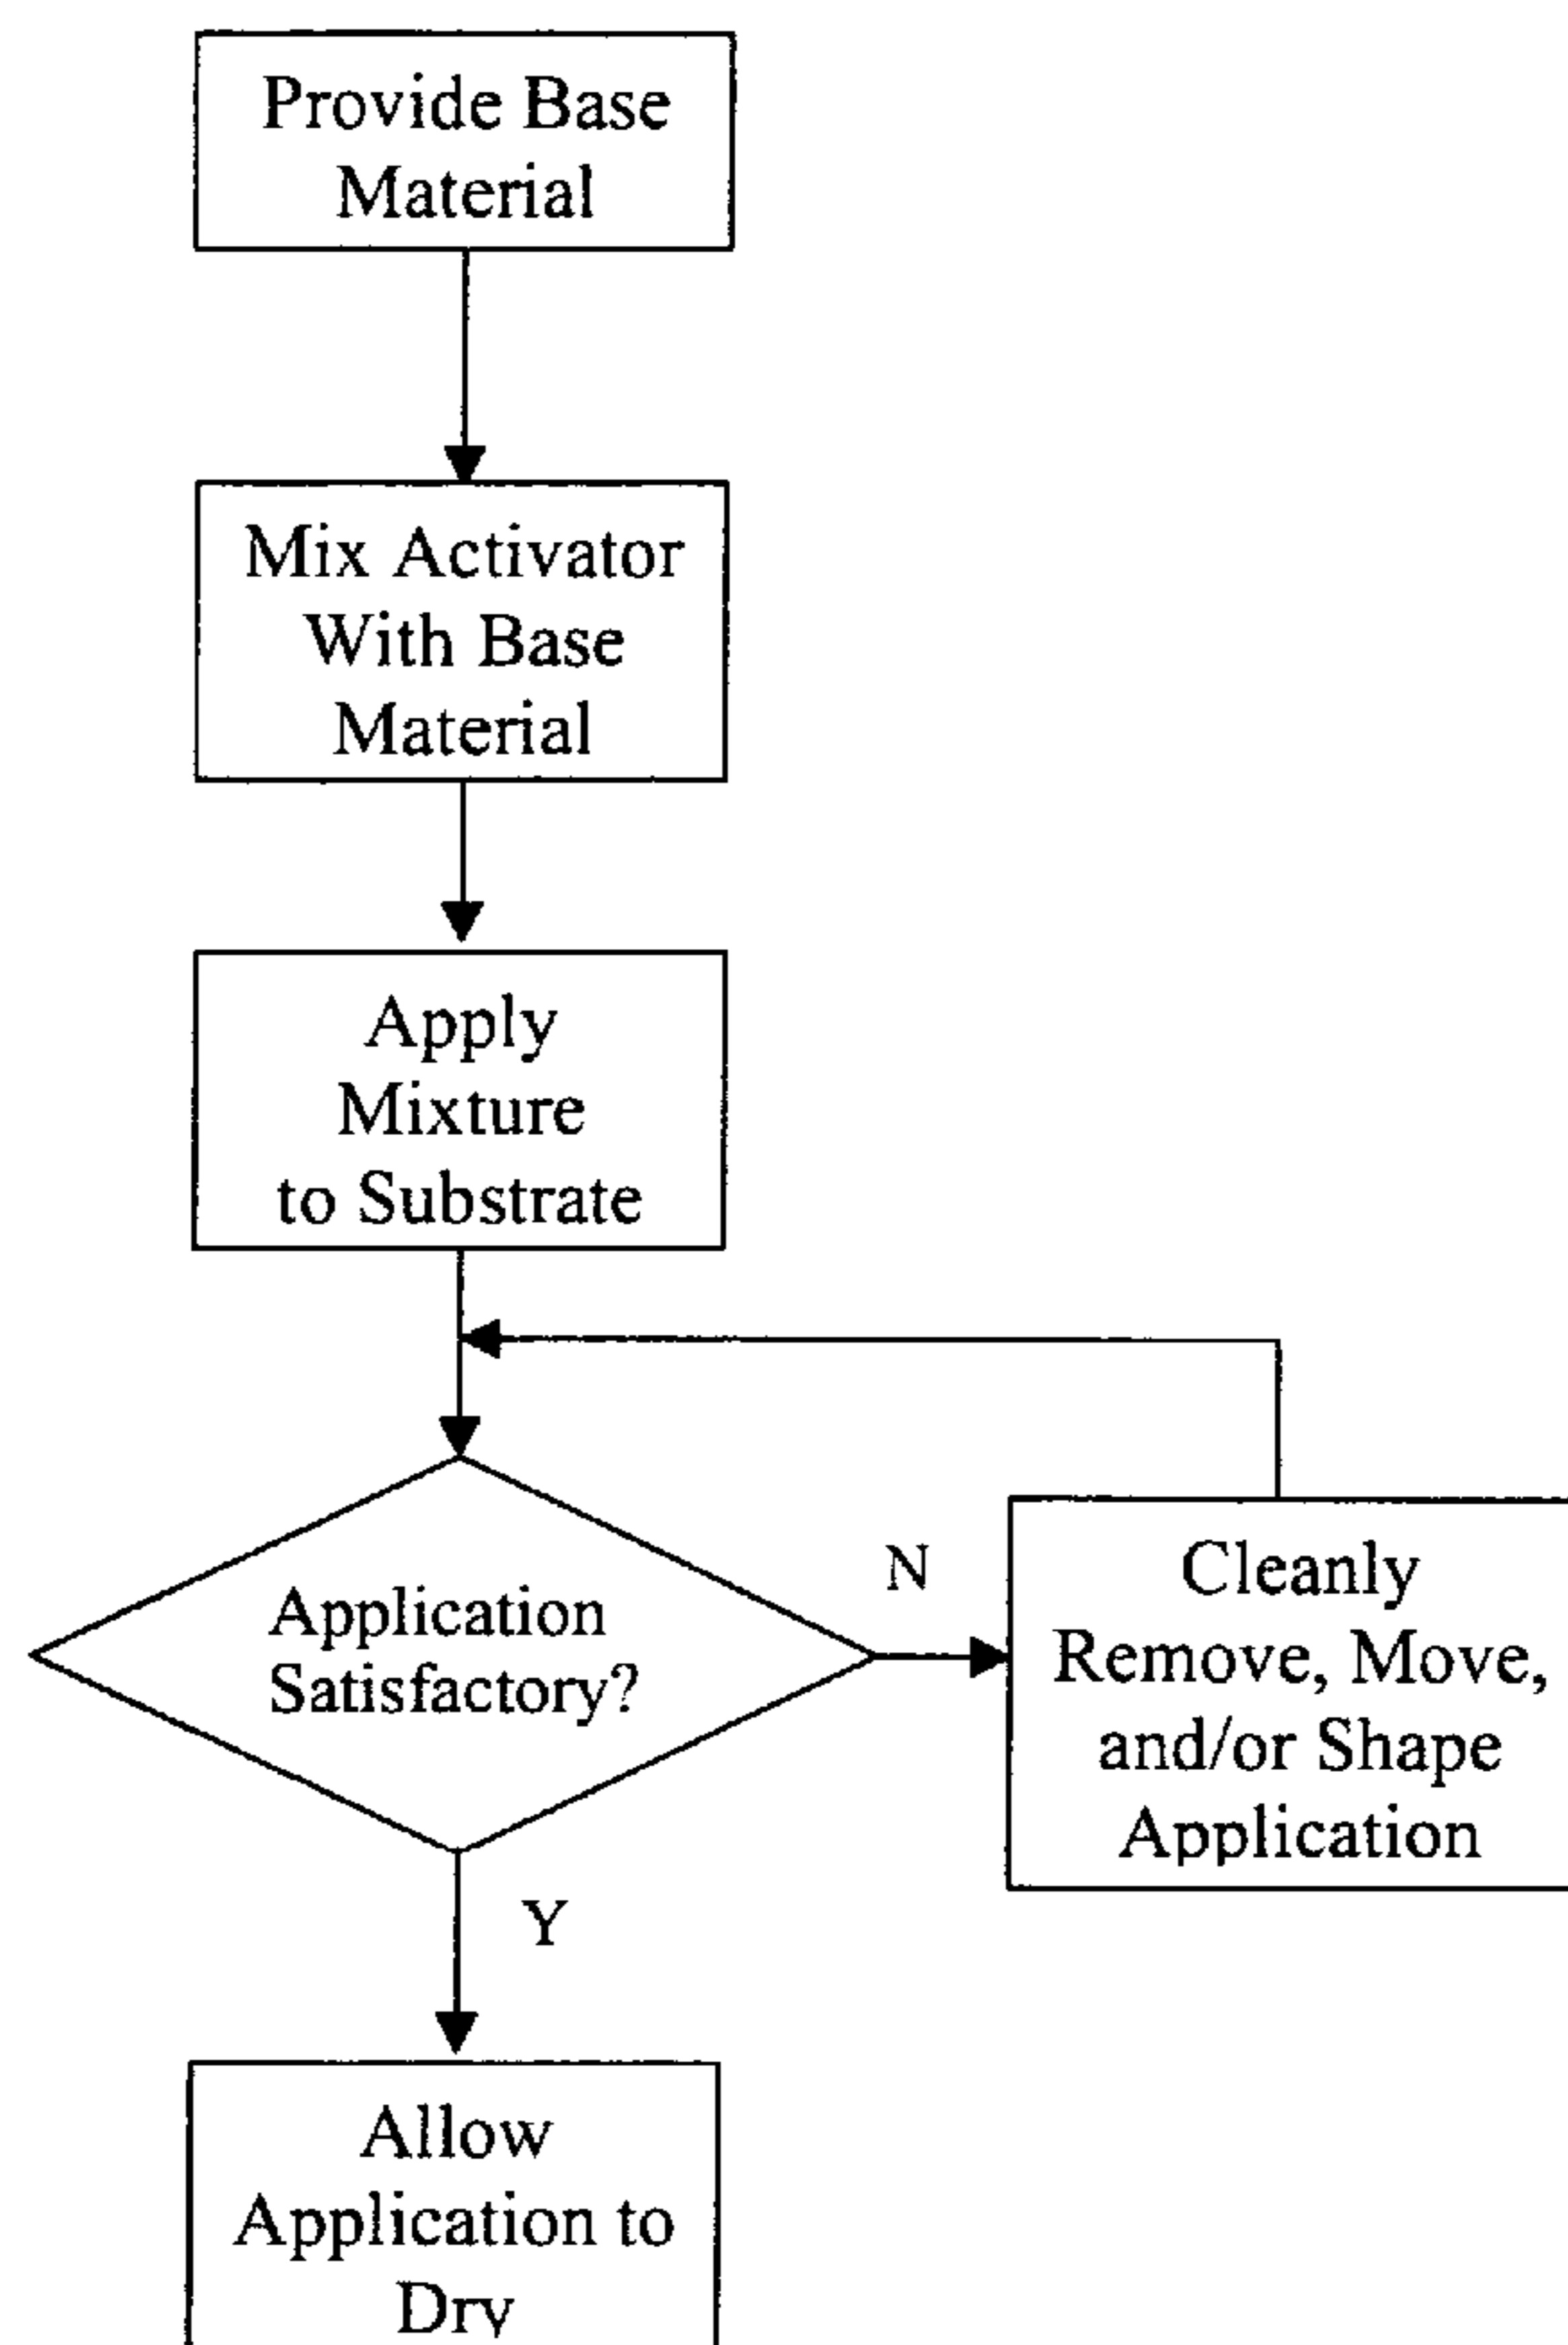 Provide Base
Material
Mix Activator
With Base
Material
Apply
Mixture
to Substrate
Application
Satisfactory?
N
Cleanly
Remove, Move,
and/or Shape
Application
Y
Allow
Application to
Dry